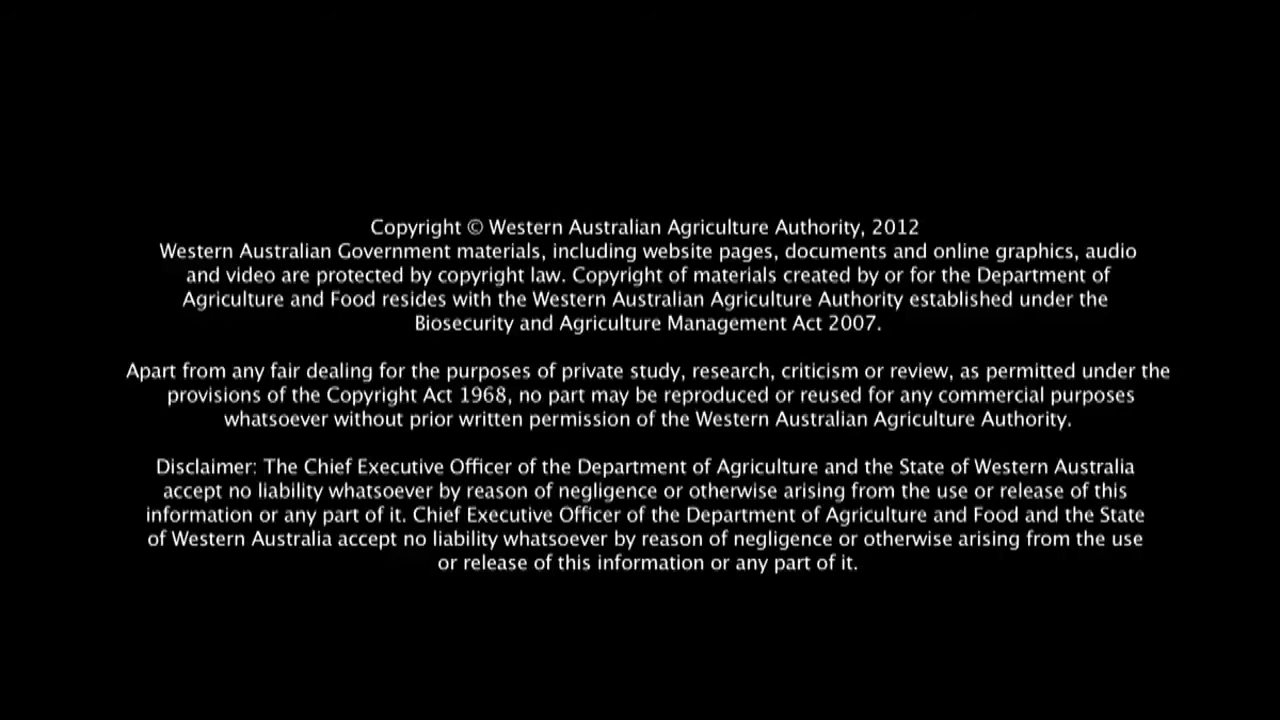 Copyright © Western Australian Agriculture Authority, 2012
Western Australian Government materials, including website pages, documents and online graphics, audio
and video are protected by copyright law. Copyright of materials created by or for the Department of
Agriculture and Food resides with the Western Australian Agriculture Authority established under the
Biosecurity and Agriculture Management Act 2007.
Apart from any fair dealing for the purposes of private study, research, criticism or review, as permitted under the
provisions of the Copyright Act 1968, no part may be reproduced or reused for any commercial purposes
whatsoever without prior written permission of the Western Australian Agriculture Authority.
Disclaimer: The Chief Executive Officer of the Department of Agriculture and the State of Western Australia
accept no liability whatsoever by reason of negligence or otherwise arising from the use or release of this
information or any part of it. Chief Executive Officer of the Department of Agriculture and Food and the State
of Western Australia accept no liability whatsoever by reason of negligence or otherwise arising from the use
or release of this information or any part of it.